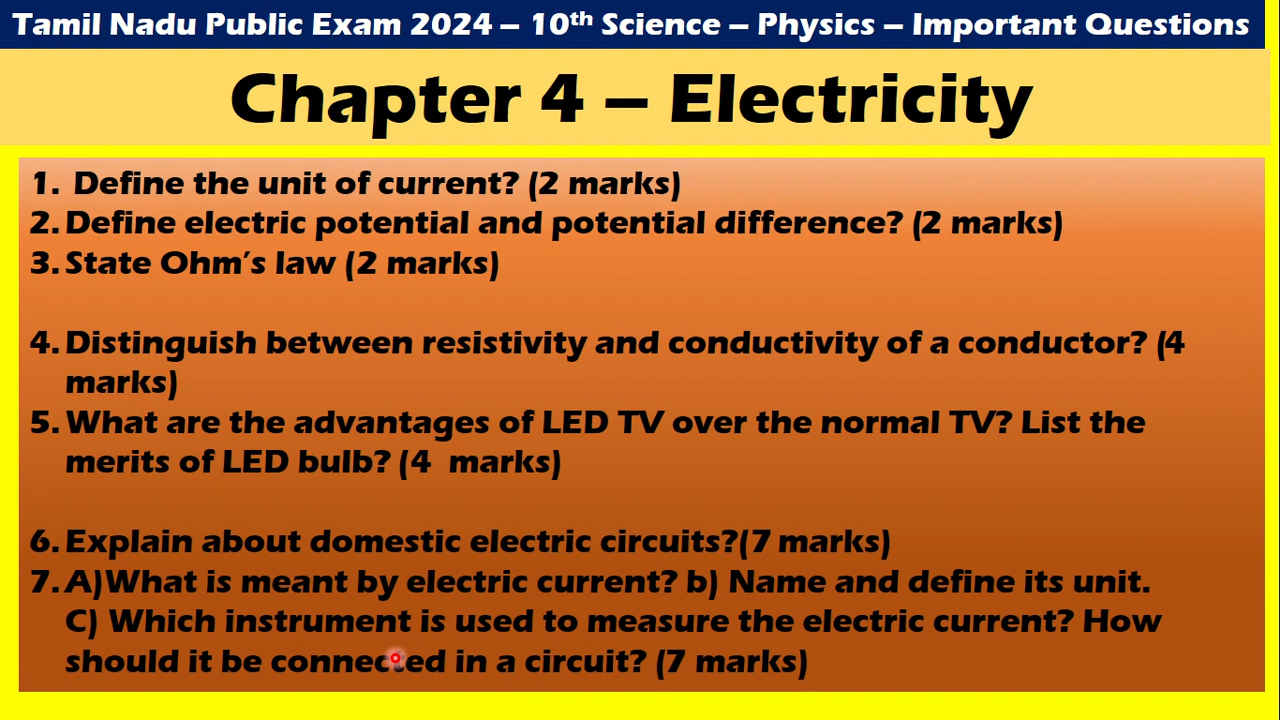 Tamil Nadu Public Exam 2024 – 10th Science – Physics – Important Questions
Chapter 4 – Electricity
1. Define the unit of current? (2 marks)
2. Define electric potential and potential difference? (2 marks)
3. State Ohm's law (2 marks)
4. Distinguish between resistivity and conductivity of a conductor? (4
marks)
5. What are the advantages of LED TV over the normal TV? List the
merits of LED bulb? (4 marks)
6. Explain about domestic electric circuits?(7 marks)
7. A)What is meant by electric current? b) Name and define its unit.
C) Which instrument is used to measure the electric current? How
should it be connected in a circuit? (7 marks)